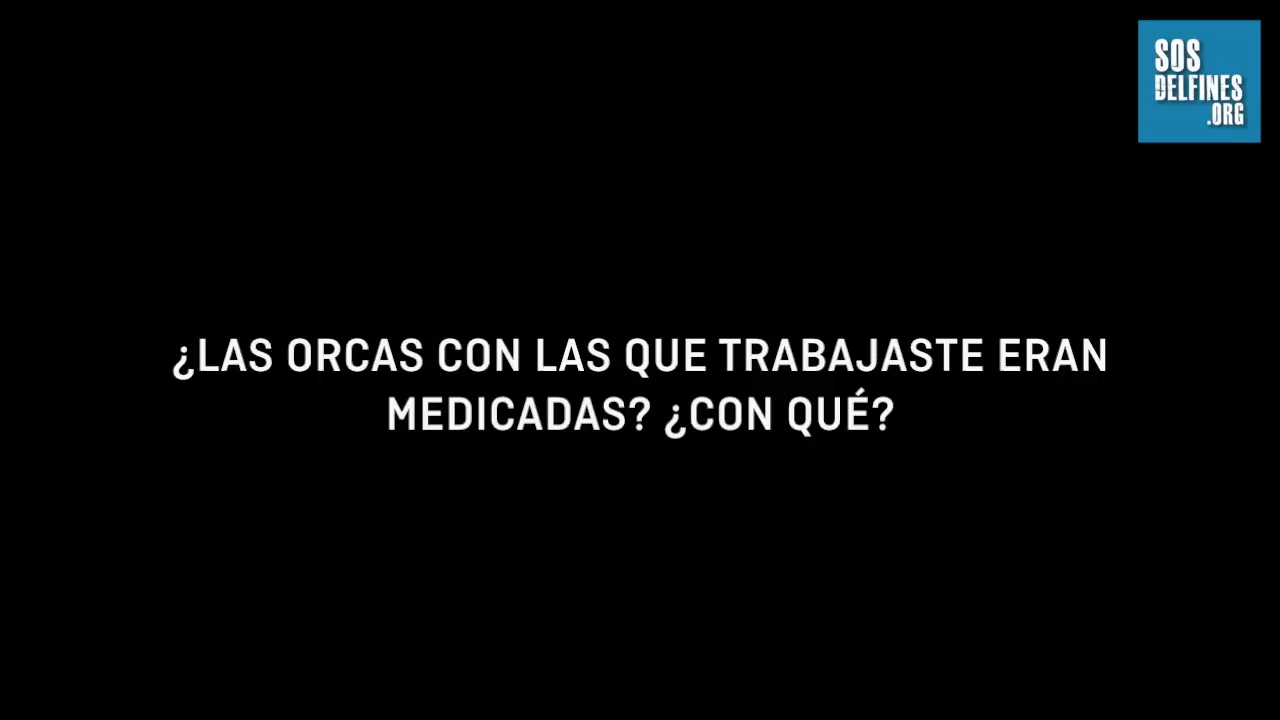 SOS
DELFINES
.ORG
¿LAS ORCAS CON LAS QUE TRABAJASTE ERAN
MEDICADAS? ¿CON QUÉ?